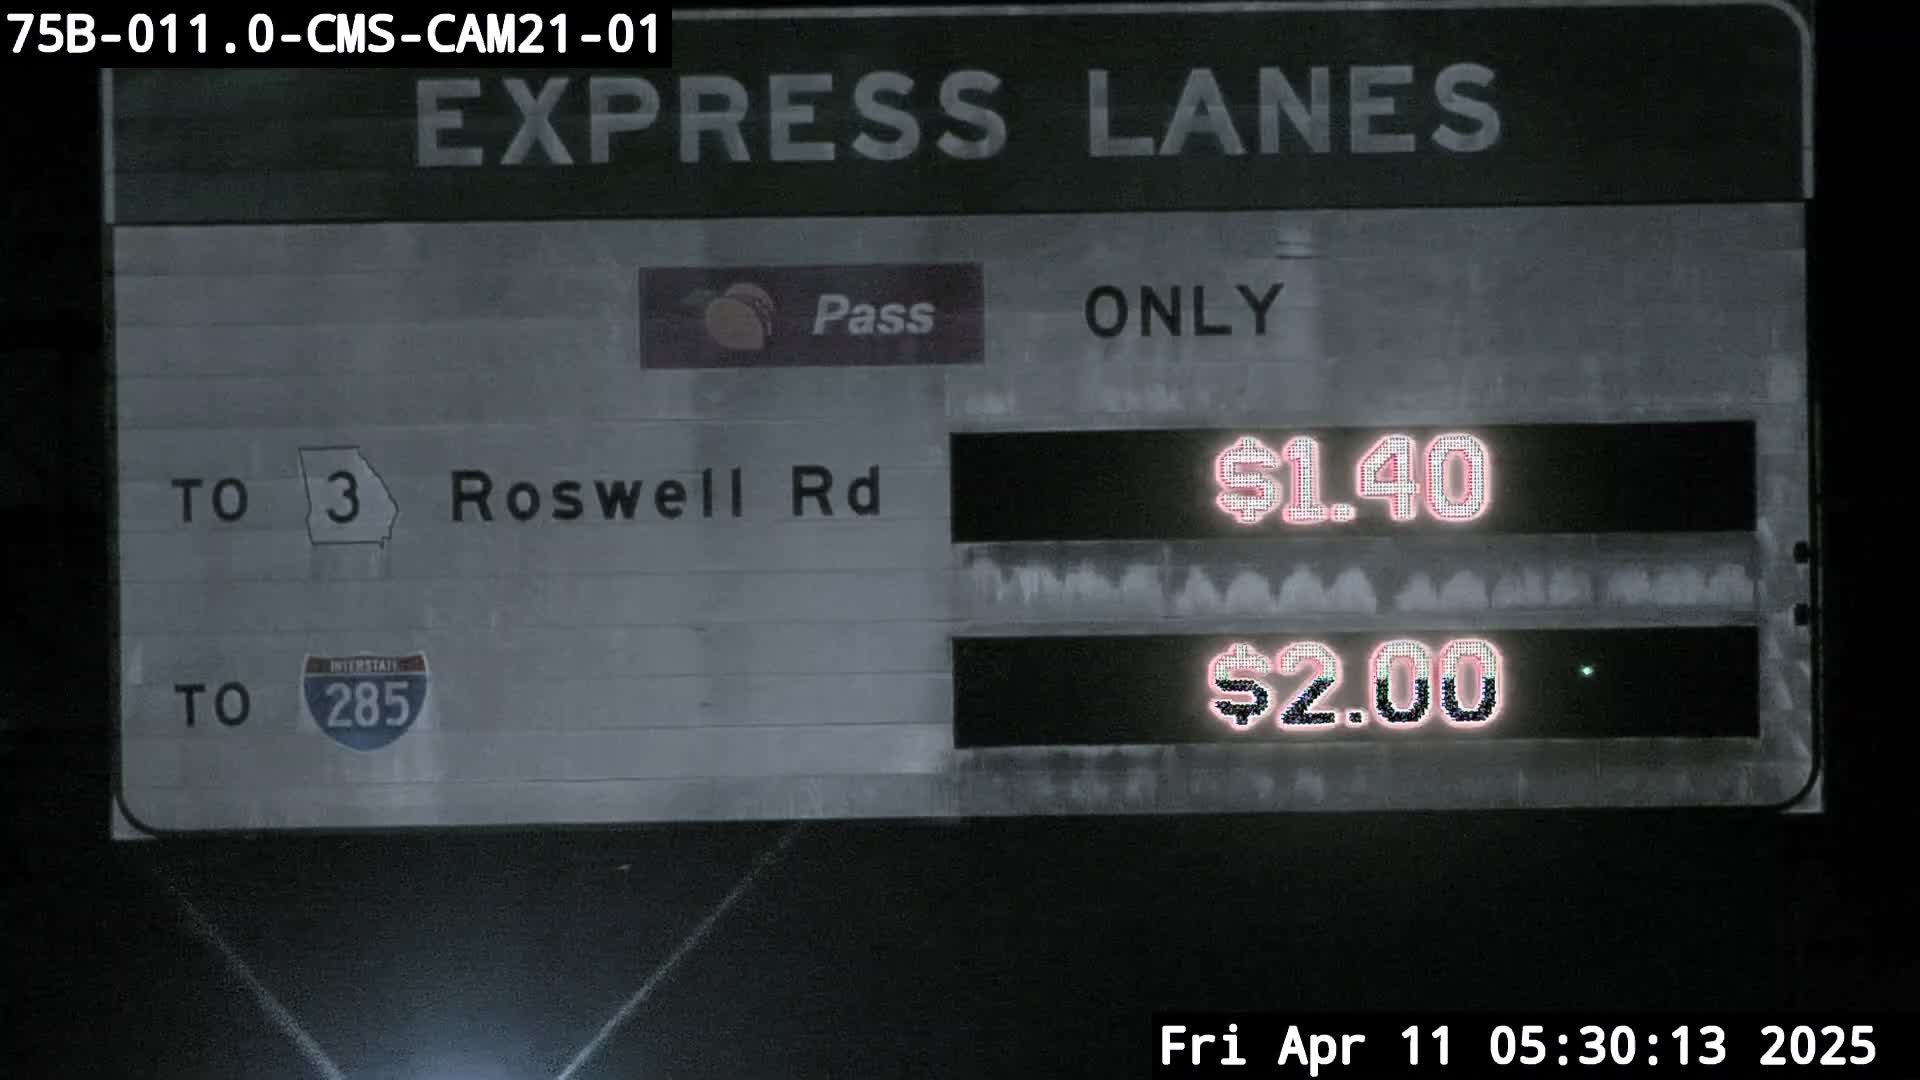 75B-011.0-CMS-CAM21-01
EXPRESS LANES
Pass ONLY
TO 3 Roswell Rd $1.40
TO INTERSTATE 285 $2.00
Fri Apr 11 05:30:13 2025